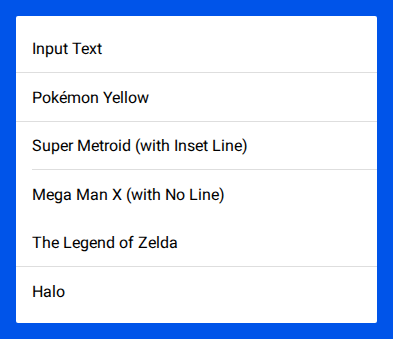 Input Text
Pokémon Yellow
Super Metroid (with Inset Line)
Mega Man X (with No Line)
The Legend of Zelda
Halo